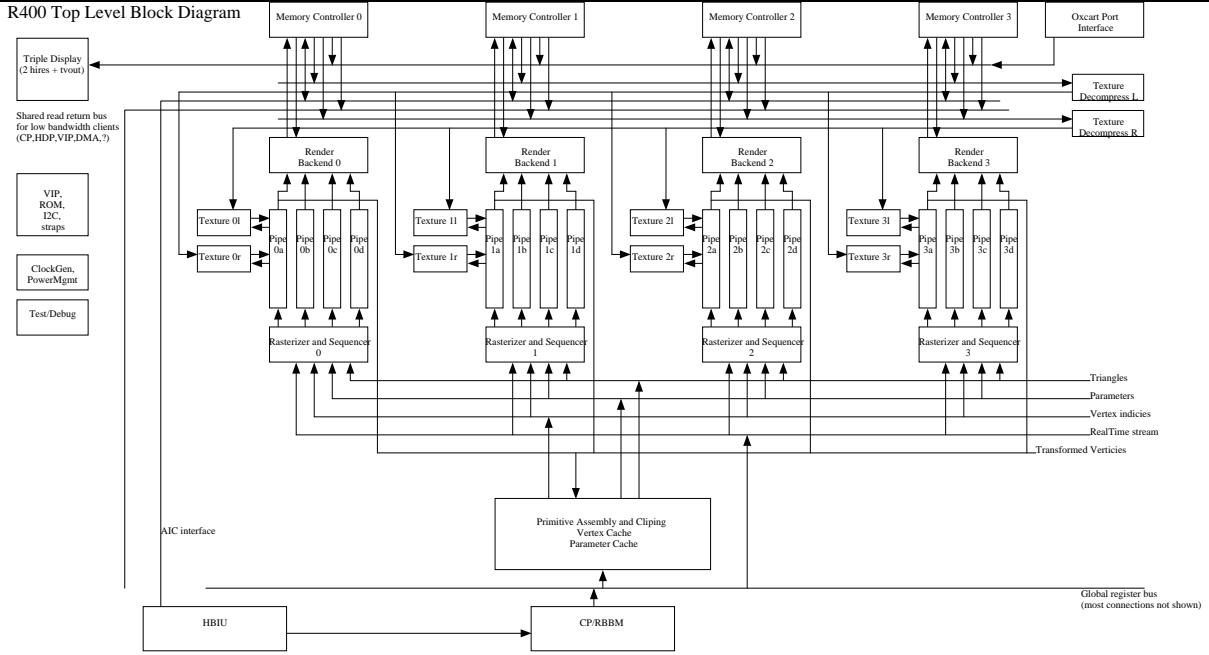 R400 Top Level Block Diagram
Memory Controller 0
Memory Controller 1
Memory Controller 2
Memory Controller 3
Oxcart Port
Interface
Triple Display
(2 hires + tvout)
Texture
Decompress L
Shared read return bus
for low bandwidth clients
(CP,HDP,VIP,DMA,?)
Texture
Decompress R
Render
Backend 0
Render
Backend 1
Render
Backend 2
Render
Backend 3
VIP,
ROM,
I2C,
straps
Texture 0l
Texture 0r
Pipe
0a
Pipe
0b
Pipe
0c
Pipe
0d
Texture 1l
Texture 1r
Pipe
1a
Pipe
1b
Pipe
1c
Pipe
1d
Texture 2l
Texture 2r
Pipe
2a
Pipe
2b
Pipe
2c
Pipe
2d
Texture 3l
Texture 3r
Pipe
3a
Pipe
3b
Pipe
3c
Pipe
3d
ClockGen,
PowerMgmt
Test/Debug
Rasterizer and Sequencer
0
Rasterizer and Sequencer
1
Rasterizer and Sequencer
2
Rasterizer and Sequencer
3
Triangles
Parameters
Vertex indicies
RealTime stream
Transformed Verticies
Primitive Assembly and Cliping
Vertex Cache
Parameter Cache
AIC interface
Global register bus
(most connections not shown)
HBIU
CP/RBBM